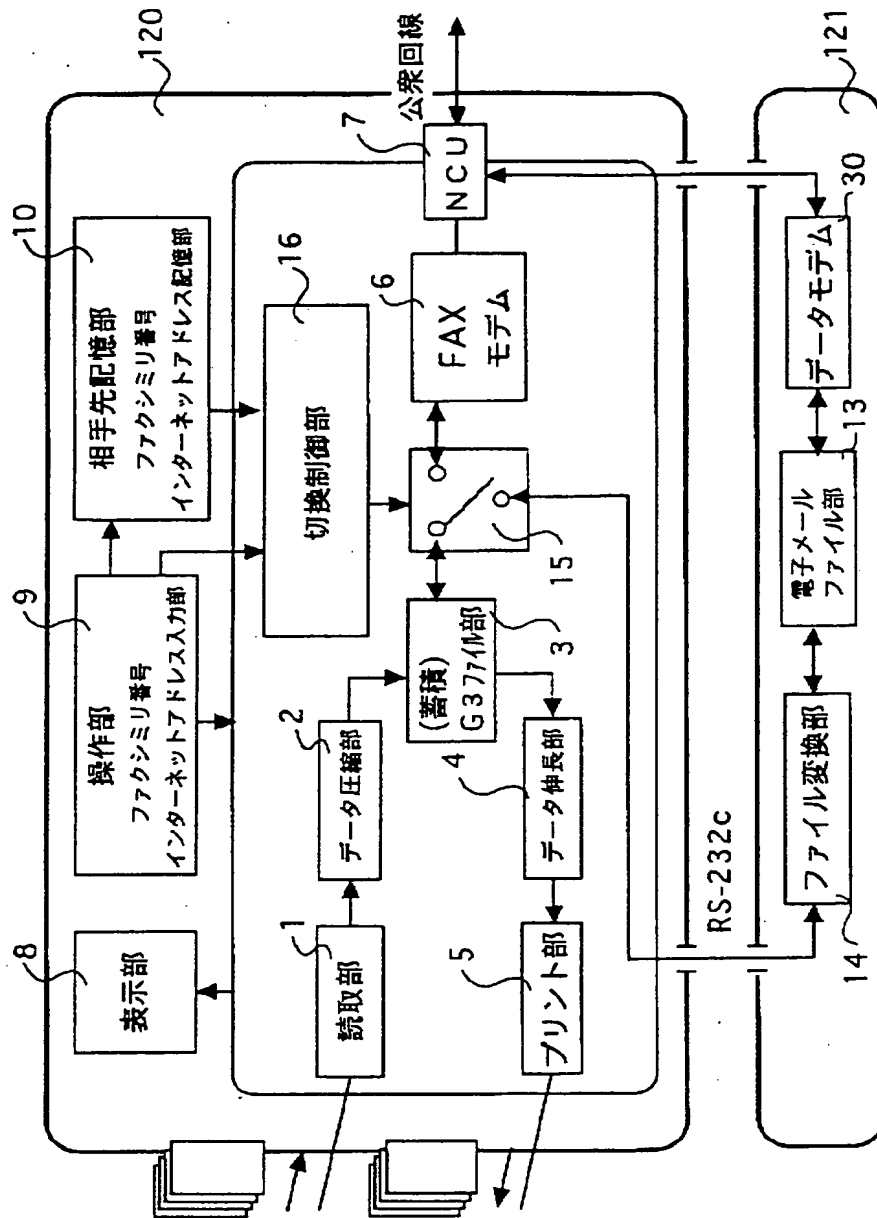 120
8
表示部
9
操作部
ファクシミリ番号
インターネットアドレス入力部
10
相手先記憶部
ファクシミリ番号
インターネットアドレス記憶部
16
切換制御部
1
読取部
2
データ圧縮部
(蓄積)
G3ファイル部
3
15
6
FAX
モデム
7
NCU
公衆回線
4
データ伸長部
5
プリント部
RS-232c
121
14
ファイル変換部
13
電子メール
ファイル部
30
データモデム